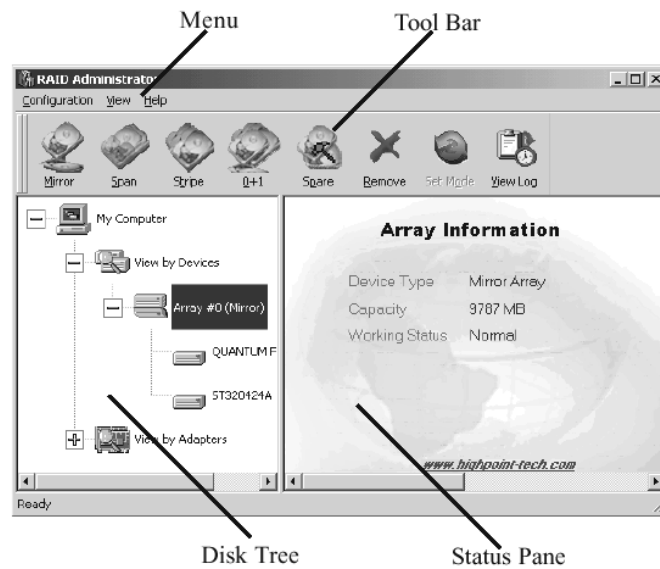 Menu
Tool Bar
RAID Administrator
Configuration View Help
Mirror Span Stripe 0+1 Spare Remove Set Mode View Log
My Computer
View by Devices
Array #0 (Mirror)
QUANTUM F
ST320424A
View by Adapters
Array Information
Device Type Mirror Array
Capacity 9787 MB
Working Status Normal
www.highpoint-tech.com
Ready
Disk Tree
Status Pane